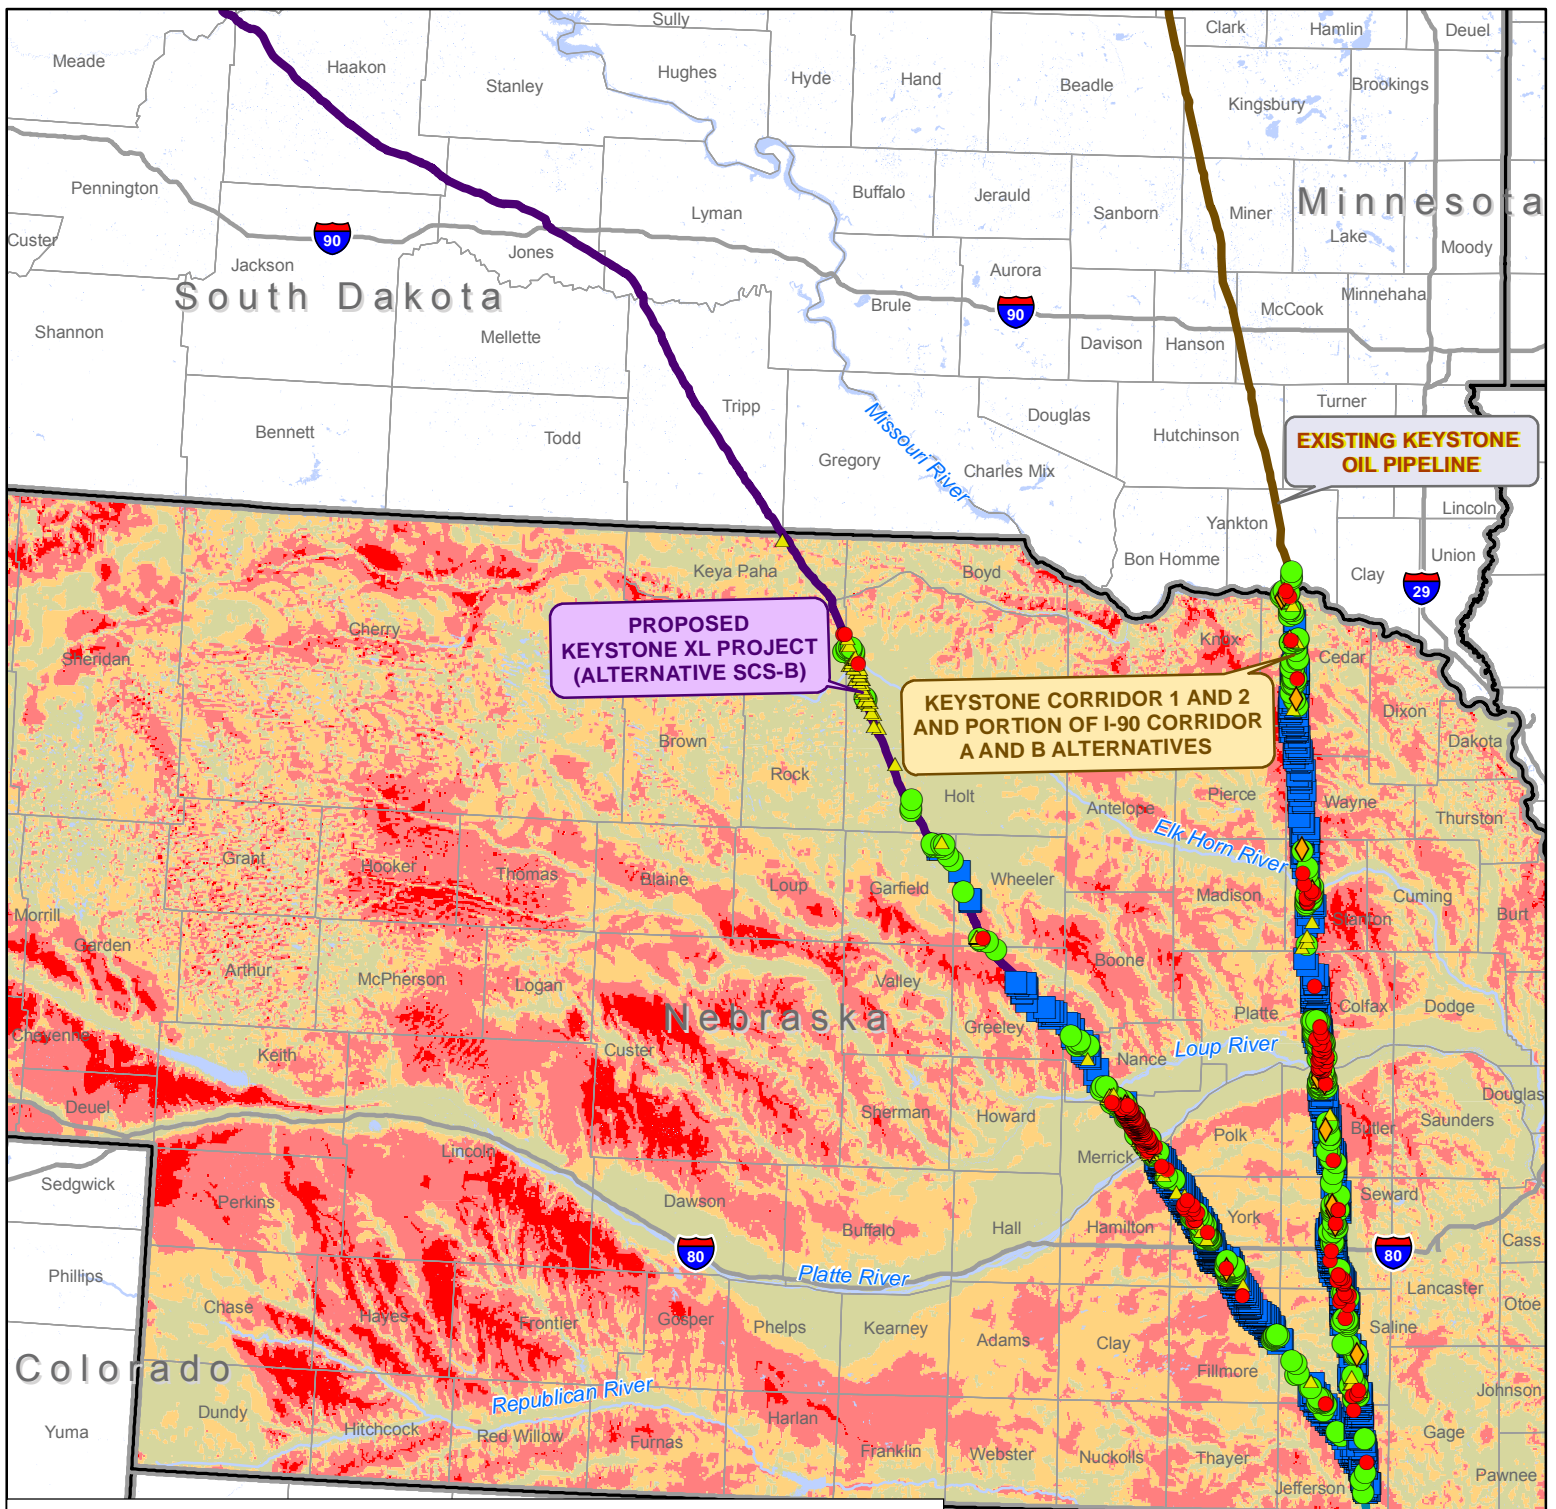 Sully
Clark
Hamlin
Deuel
Meade
Haakon
Stanley
Hughes
Hyde
Hand
Beadle
Kingsbury
Brookings
Pennington
Lyman
Buffalo
Jerauld
Sanborn
Miner
Minnesota
Lake
Moody
Custer
90
Jackson
Jones
South Dakota
Aurora
Brule
90
McCook
Minnehaha
Shannon
Mellette
Davison
Hanson
Tripp
Turner
Bennett
Todd
Gregory
Missouri River
Douglas
Charles Mix
Hutchinson
EXISTING KEYSTONE
OIL PIPELINE
Lincoln
Yankton
Bon Homme
Clay
Union
29
Keya Paha
Boyd
PROPOSED
KEYSTONE XL PROJECT
(ALTERNATIVE SCS-B)
Sheridan
Cherry
Knox
Cedar
KEYSTONE CORRIDOR 1 AND 2
AND PORTION OF I-90 CORRIDOR
A AND B ALTERNATIVES
Dixon
Dakota
Brown
Rock
Holt
Antelope
Pierce
Wayne
Thurston
Elk Horn River
Grant
Hooker
Thomas
Blaine
Loup
Garfield
Wheeler
Madison
Stanton
Cuming
Burt
Morrill
Garden
Arthur
McPherson
Logan
Valley
Boone
Nebraska
Greeley
Platte
Colfax
Dodge
Cheyenne
Keith
Custer
Nance
Loup River
Deuel
Sherman
Howard
Polk
Butler
Saunders
Douglas
Lincoln
Merrick
Sedgwick
Perkins
Dawson
Buffalo
Hall
Hamilton
York
Seward
Cass
80
80
Platte River
Phillips
Chase
Hayes
Frontier
Gosper
Phelps
Kearney
Adams
Clay
Fillmore
Saline
Lancaster
Otoe
Colorado
Republican River
Yuma
Dundy
Hitchcock
Red Willow
Furnas
Harlan
Franklin
Webster
Nuckolls
Thayer
Jefferson
Gage
Johnson
Pawnee